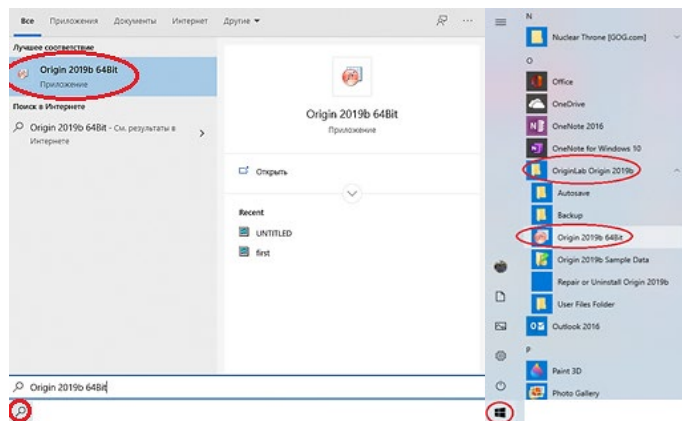 Все Приложения Документы Интернет Другие
Лучшее соответствие
Origin 2019b 64Bit
Приложение
Поиск в Интернете
Origin 2019b 64Bit - См. результаты в
Интернете
Origin 2019b 64Bit
Приложение
Открыть
Recent
UNTITLED
first
Origin 2019b 64Bit
N
Nuclear Throne [GOG.com]
O
Office
OneDrive
OneNote 2016
OneNote for Windows 10
OriginLab Origin 2019b
Autosave
Backup
Origin 2019b 64Bit
Origin 2019b Sample Data
Repair or Uninstall Origin 2019b
User Files Folder
Outlook 2016
P
Paint 3D
Photo Gallery